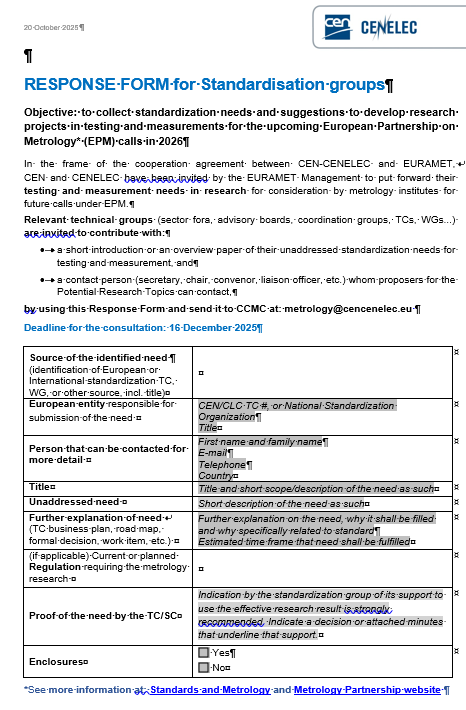 20 October 2025
cen
CENELEC
RESPONSE FORM for Standardisation groups
Objective: to collect standardization needs and suggestions to develop research
projects in testing and measurements for the upcoming European Partnership on
Metrology* (EPM) calls in 2026
In the frame of the cooperation agreement between CEN-CENELEC and EURAMET,
CEN and CENELEC have been invited by the EURAMET Management to put forward their
testing and measurement needs in research for consideration by metrology institutes for
future calls under EPM.
Relevant technical groups (sector fora, advisory boards, coordination groups, TCs, WGs...)
are invited to contribute with:
• a short introduction or an overview paper of their unaddressed standardization needs for
testing and measurement, and
• a contact person (secretary, chair, convenor, liaison officer, etc.) whom proposers for the
Potential Research Topics can contact,
by using this Response Form and send it to CCMC at: metrology@cencenelec.eu
Deadline for the consultation: 16 December 2025
Source of the identified need
(identification of European or
International standardization TC,
WG, or other source, incl. title)
European entity responsible for
submission of the need
CEN/CLC TC #, or National Standardization
Organization
Title
Person that can be contacted for
more detail
First name and family name
E-mail
Telephone
Country
Title
Title and short scope/description of the need as such
Unaddressed need
Short description of the need as such
Further explanation of need
(TC business plan, road map,
formal decision, work item, etc.)
Further explanation on the need, why it shall be filled
and why specifically related to standard
Estimated time frame that need shall be fulfilled
(if applicable) Current or planned
Regulation requiring the metrology
research
Proof of the need by the TC/SC
Indication by the standardization group of its support to
use the effective research result is strongly
recommended. Indicate a decision or attached minutes
that underline that support.
Enclosures
Yes
No
*See more information at: Standards and Metrology and Metrology Partnership website